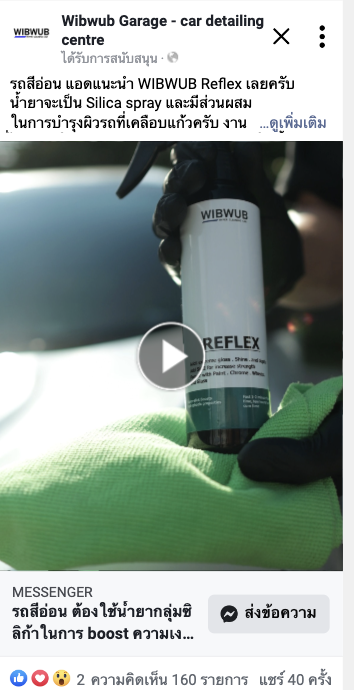 WIBWUB
Wibwub Garage - car detailing
centre
ได้รับการสนับสนุน ·
รถสีอ่อน แอดแนะนำ WIBWUB Reflex เลยครับ
น้ำยาจะเป็น Silica spray และมีส่วนผสม
ในการบำรุงผิวรถที่เคลือบแก้วครับ งาน ...ดูเพิ่มเติม
WIBWUB
REFLEX
MESSENGER
รถสีอ่อน ต้องใช้น้ำยากลุ่มซิ
ลิก้าในการ boost ความเง...
ส่งข้อความ
2 ความคิดเห็น 160 รายการ แชร์ 40 ครั้ง